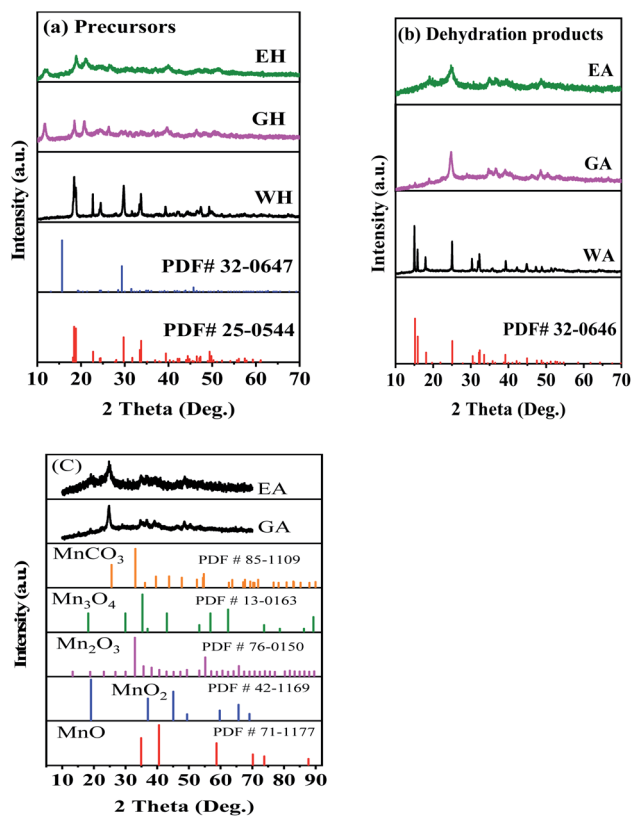 (a) Precursors
EH
GH
WH
PDF# 32-0647
PDF# 25-0544
Intensity (a.u.)
10 20 30 40 50 60 70
2 Theta (Deg.)
(b) Dehydration products
EA
GA
WA
PDF# 32-0646
Intensity (a.u.)
10 20 30 40 50 60 70
2 Theta (Deg.)
(C)
EA
GA
MnCO3 PDF # 85-1109
Mn3O4 PDF # 13-0163
Mn2O3 PDF # 76-0150
MnO2 PDF # 42-1169
MnO PDF # 71-1177
Intensity (a.u.)
10 20 30 40 50 60 70 80 90
2 Theta (Deg.)